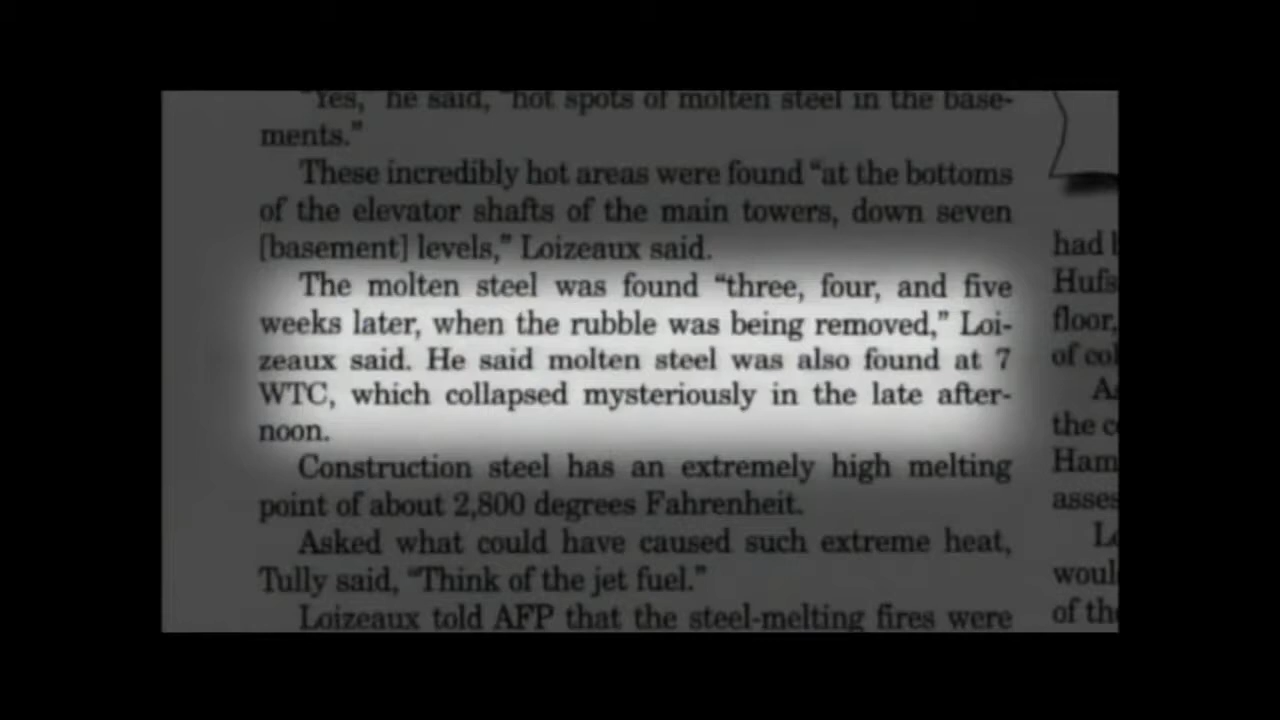 "Yes," he said, "hot spots of molten steel in the base-
ments."
These incredibly hot areas were found "at the bottoms
of the elevator shafts of the main towers, down seven
[basement] levels," Loizeaux said.
The molten steel was found "three, four, and five
weeks later, when the rubble was being removed," Loi-
zeaux said. He said molten steel was also found at 7
WTC, which collapsed mysteriously in the late after-
noon.
Construction steel has an extremely high melting
point of about 2,800 degrees Fahrenheit.
Asked what could have caused such extreme heat,
Tully said, "Think of the jet fuel."
Loizeaux told AFP that the steel-melting fires were
had
Hufs
floor,
of col
the c
Ham
asses
woul
of the